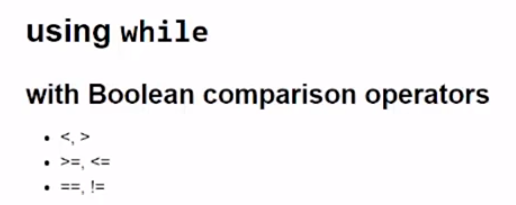 using while
with Boolean comparison operators
• <, >
• >=, <=
• ==, !=